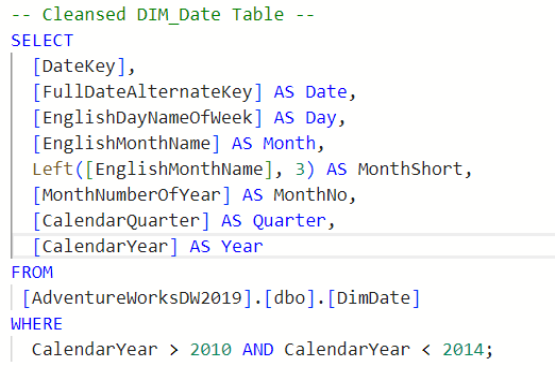 -- Cleansed DIM_Date Table --
SELECT
[DateKey],
[FullDateAlternateKey] AS Date,
[EnglishDayNameOfWeek] AS Day,
[EnglishMonthName] AS Month,
Left([EnglishMonthName], 3) AS MonthShort,
[MonthNumberOfYear] AS MonthNo,
[CalendarQuarter] AS Quarter,
[CalendarYear] AS Year
FROM
[AdventureWorksDW2019].[dbo].[DimDate]
WHERE
CalendarYear > 2010 AND CalendarYear < 2014;